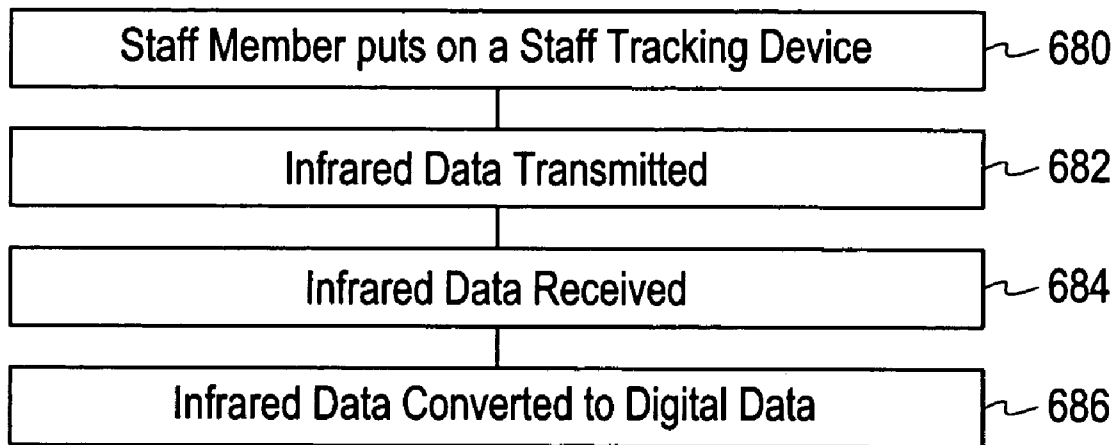 Staff Member puts on a Staff Tracking Device 680
Infrared Data Transmitted 682
Infrared Data Received 684
Infrared Data Converted to Digital Data 686